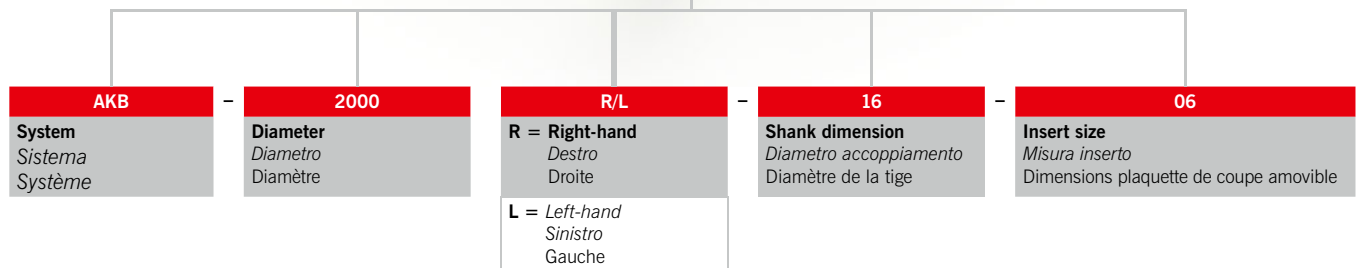 AKB – 2000 R/L – 16 – 06
System
Sistema
Système
Diameter
Diametro
Diamètre
R = Right-hand
Destro
Droite
L = Left-hand
Sinistro
Gauche
Shank dimension
Diametro accoppiamento
Diamètre de la tige
Insert size
Misura inserto
Dimensions plaquette de coupe amovible